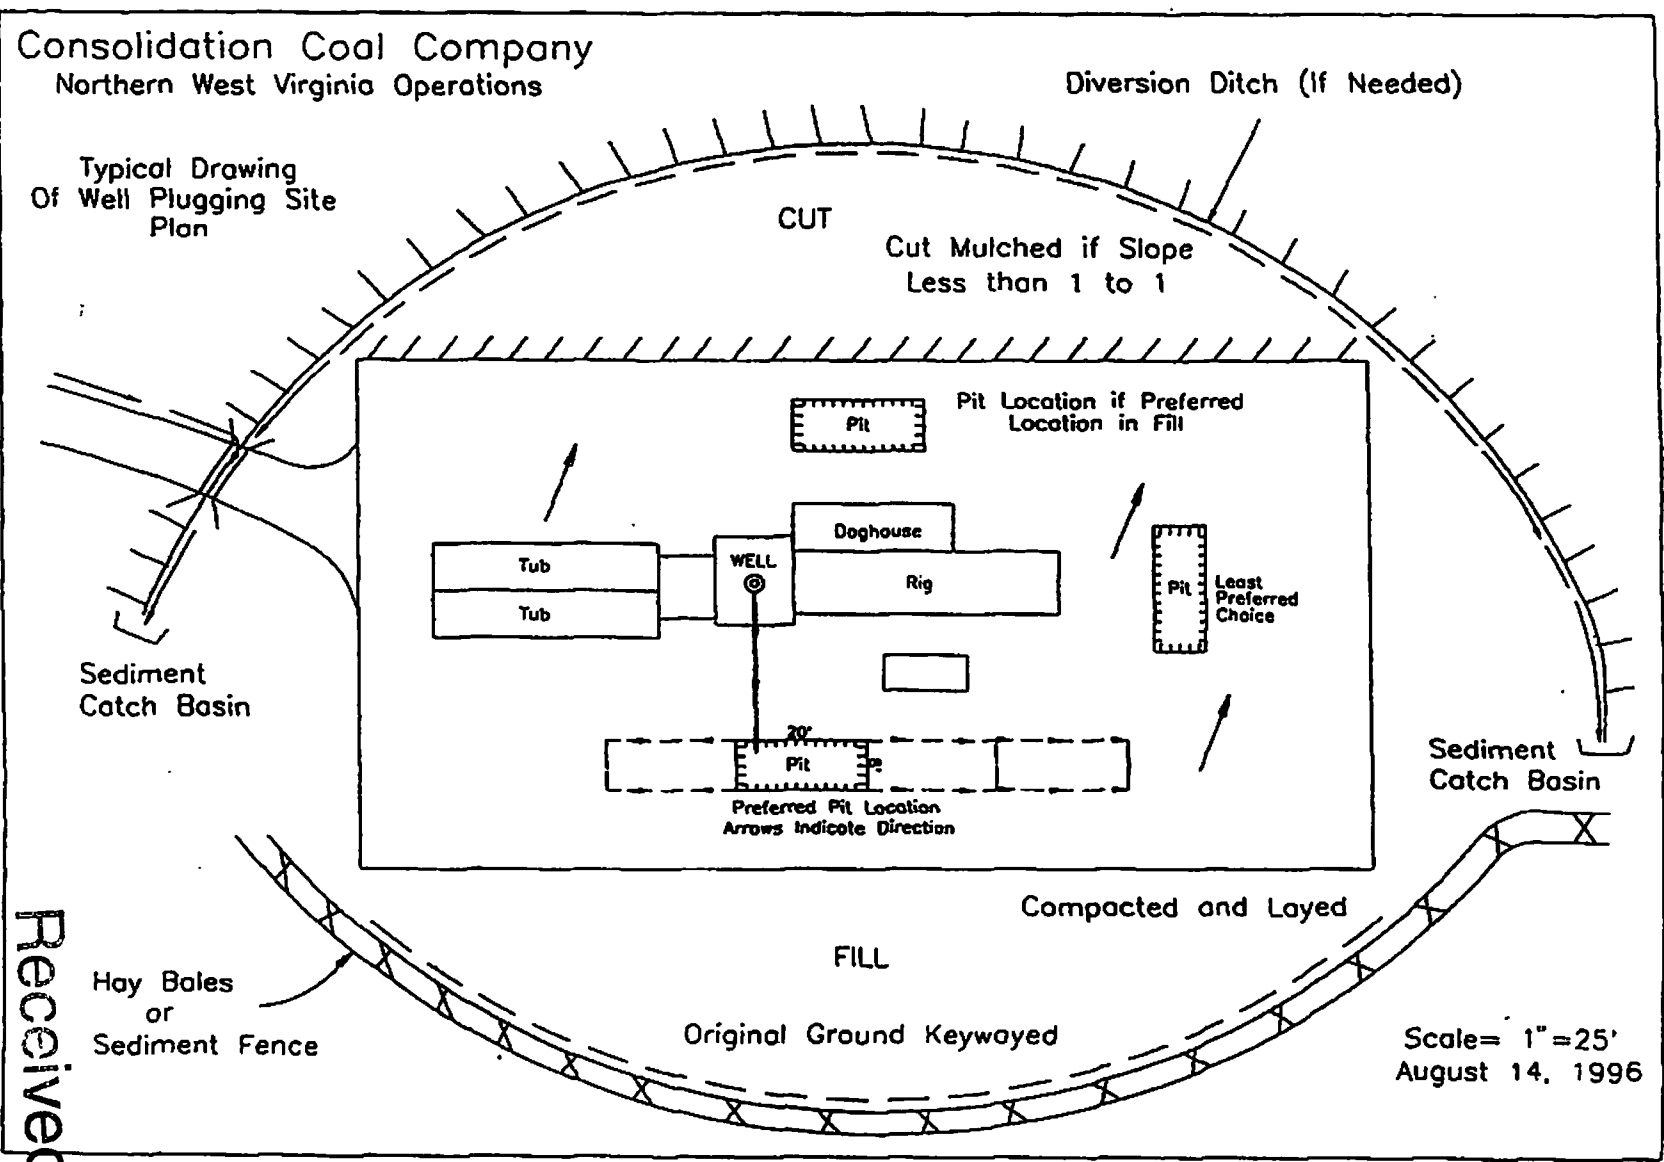 Consolidation Coal Company
Northern West Virginia Operations
Diversion Ditch (If Needed)
Typical Drawing
Of Well Plugging Site
Plan
CUT
Cut Mulched if Slope
Less than 1 to 1
Pit
Pit Location if Preferred
Location in Fill
Doghouse
Tub
WELL
Rig
Tub
Pit
Least
Preferred
Choice
Sediment
Catch Basin
20'
Pit
8'
Preferred Pit Location
Arrows Indicate Direction
Sediment
Catch Basin
Compacted and Layed
FILL
Hay Bales
or
Sediment Fence
Original Ground Keywayed
Scale= 1"=25'
August 14, 1996
Received